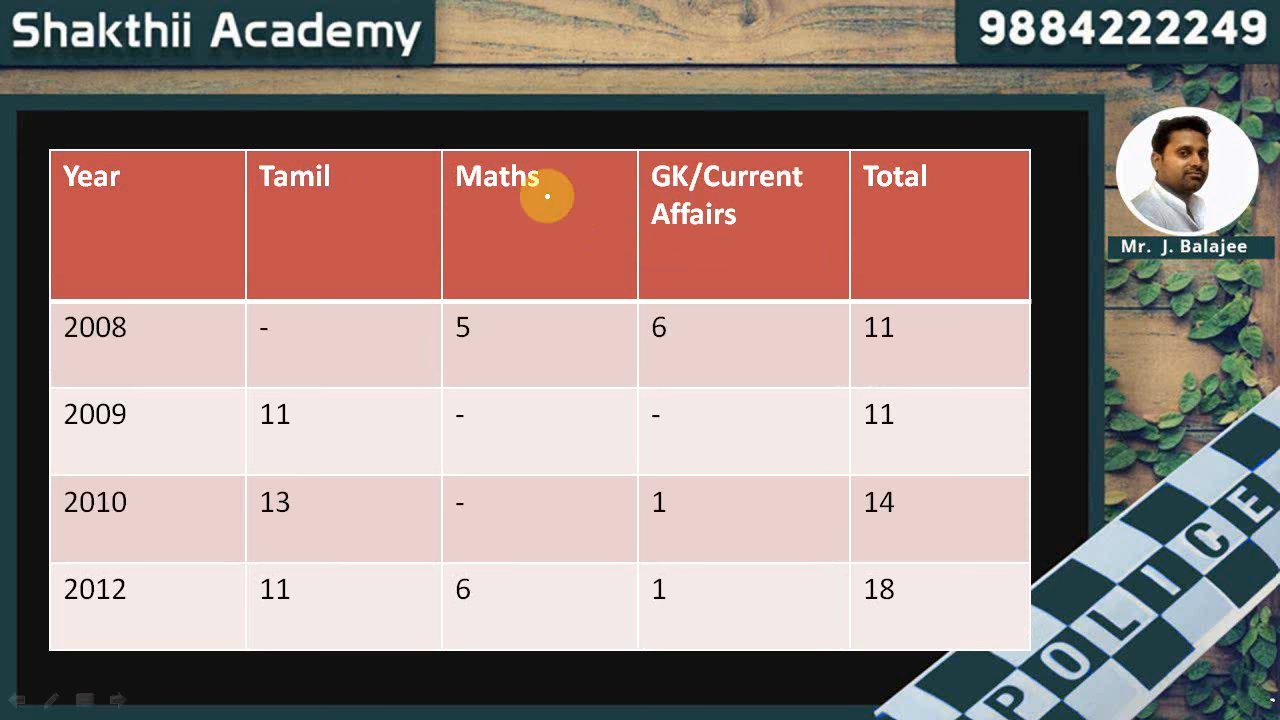 Shakthii Academy
9884222249
Year Tamil Maths GK/Current Affairs Total
2008 - 5 6 11
2009 11 - - 11
2010 13 - 1 14
2012 11 6 1 18
Mr. J. Balajee
POLICE